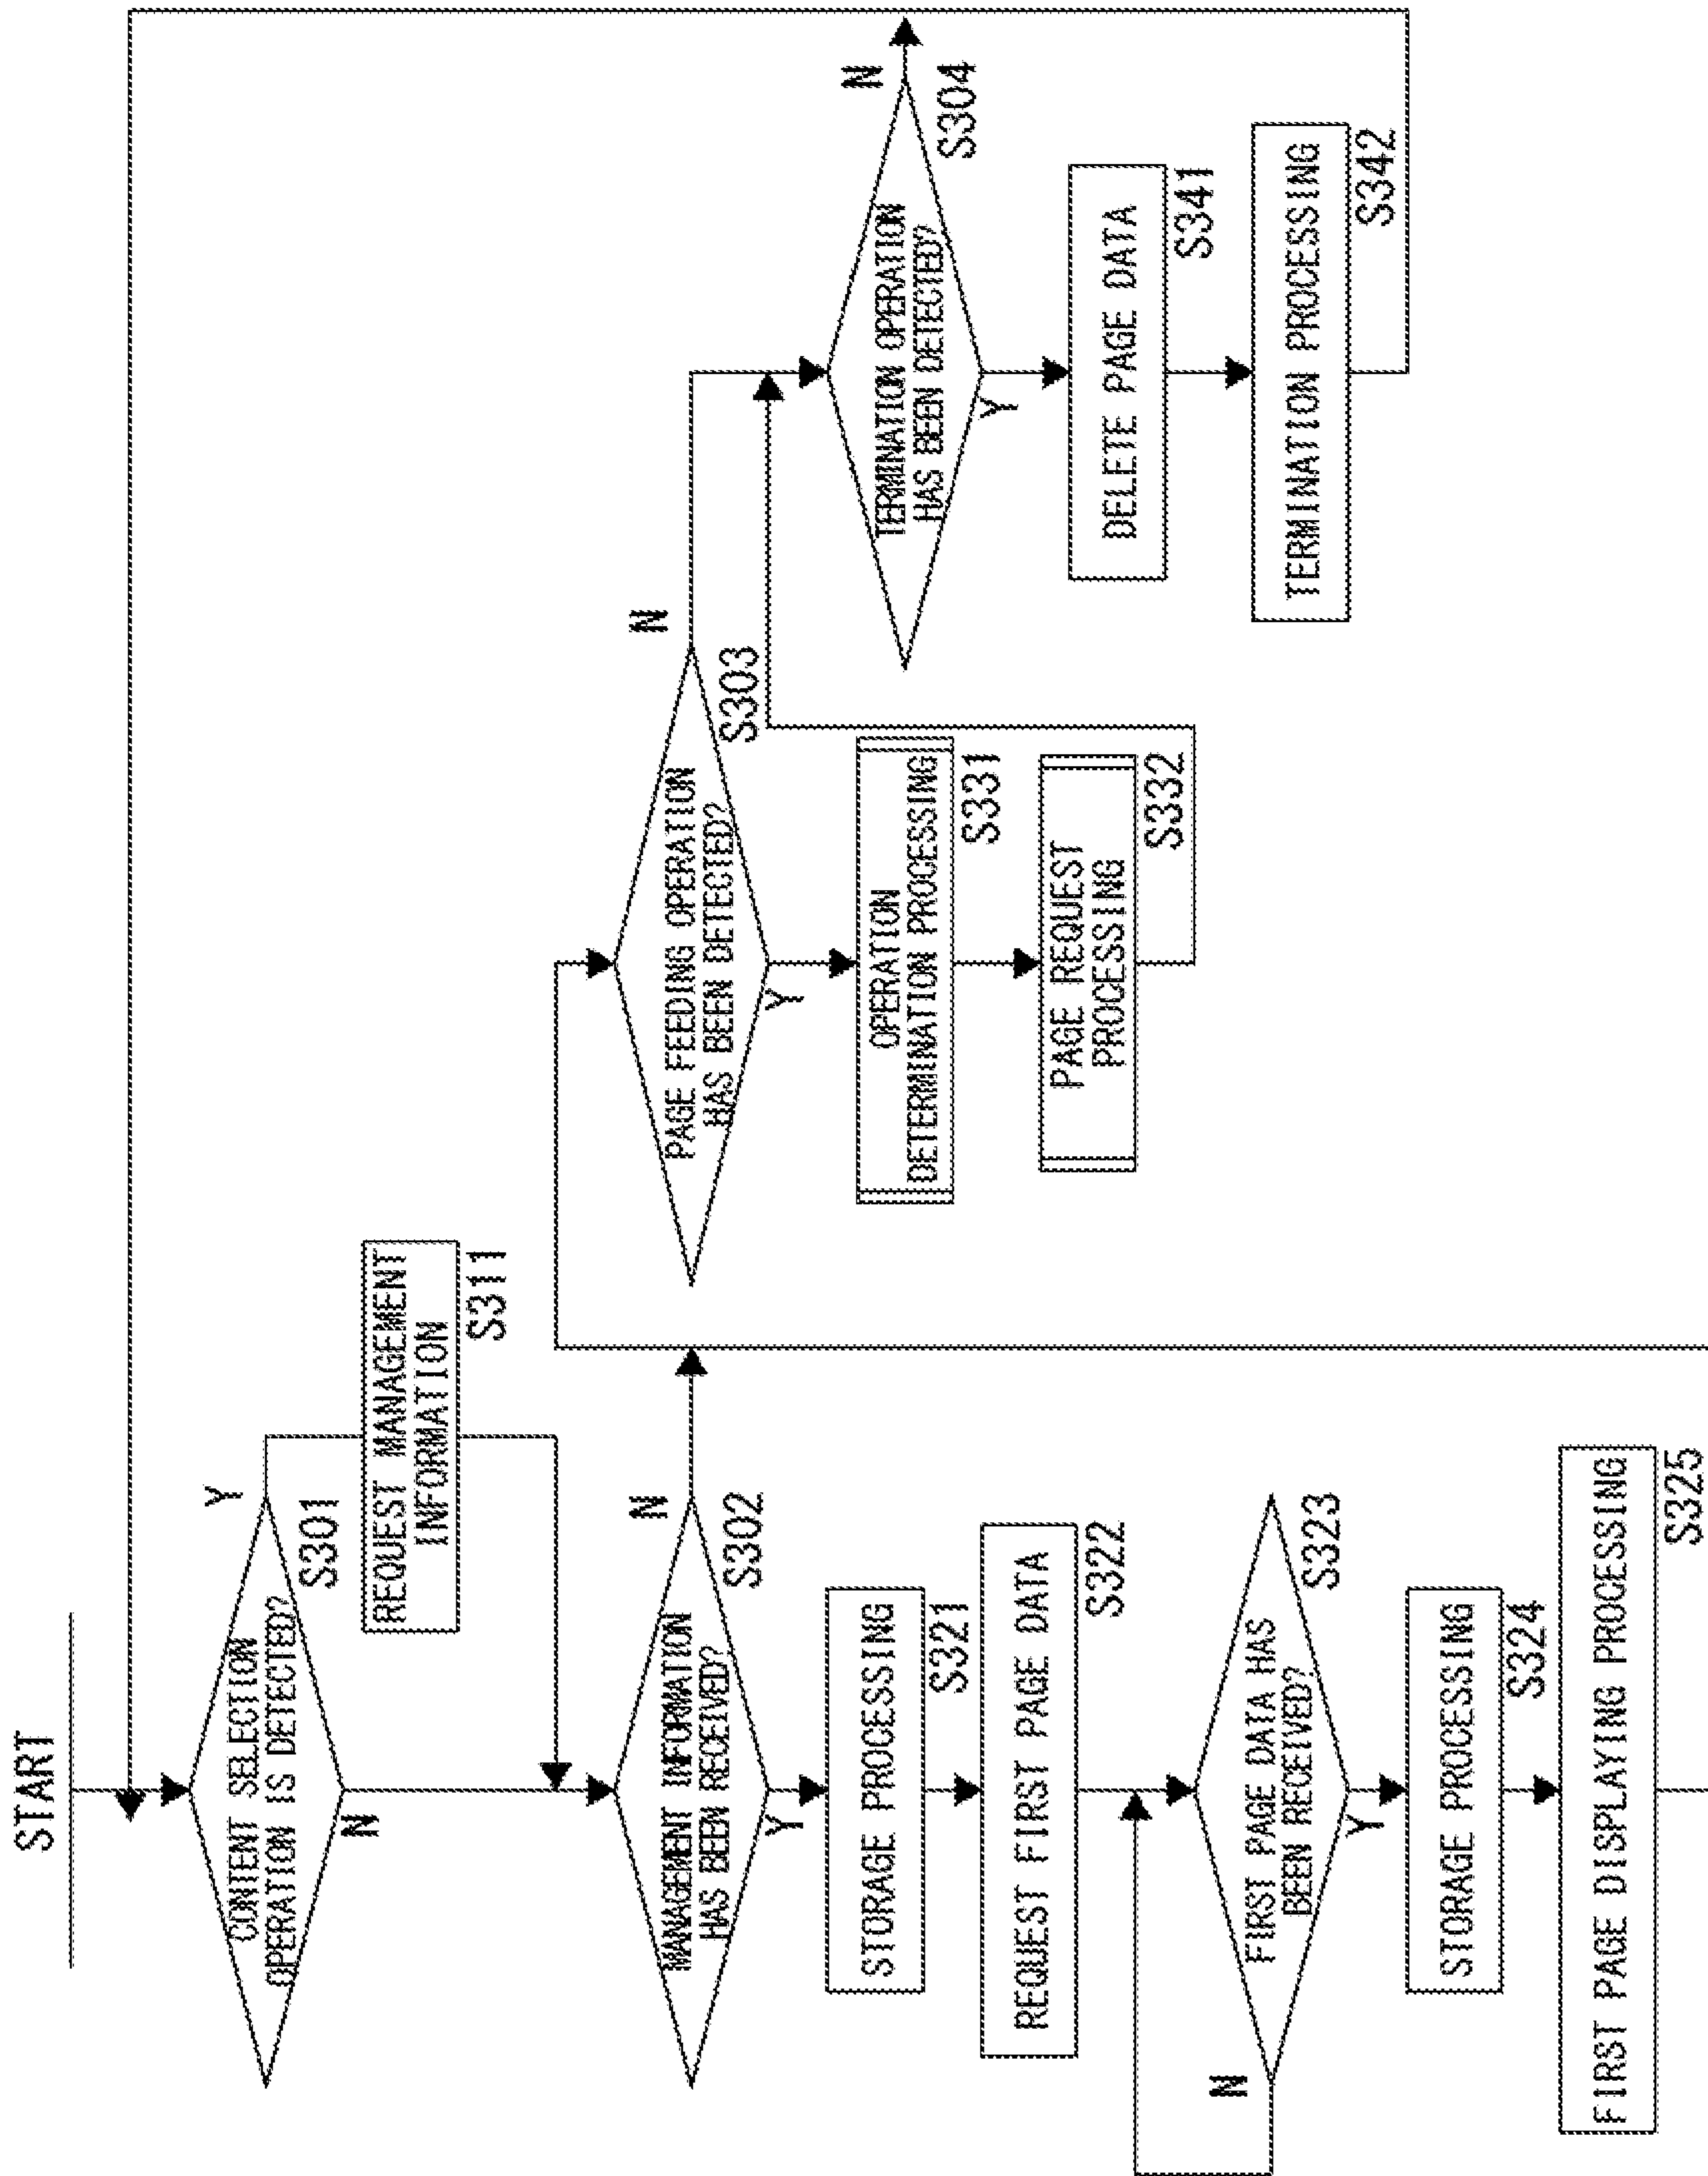 START
CONTENT SELECTION
OPERATION IS DETECTED?
S301
Y
N
REQUEST MANAGEMENT
INFORMATION
S311
MANAGEMENT INFORMATION
HAS BEEN RECEIVED?
S302
N
Y
STORAGE PROCESSING
S321
REQUEST FIRST PAGE DATA
S322
FIRST PAGE DATA HAS
BEEN RECEIVED?
S323
N
Y
STORAGE PROCESSING
S324
FIRST PAGE DISPLAYING PROCESSING
S325
PAGE FEEDING OPERATION
HAS BEEN DETECTED?
S303
N
Y
OPERATION
DETERMINATION PROCESSING
S331
PAGE REQUEST
PROCESSING
S332
TERMINATION OPERATION
HAS BEEN DETECTED?
S304
N
Y
DELETE PAGE DATA
S341
TERMINATION PROCESSING
S342